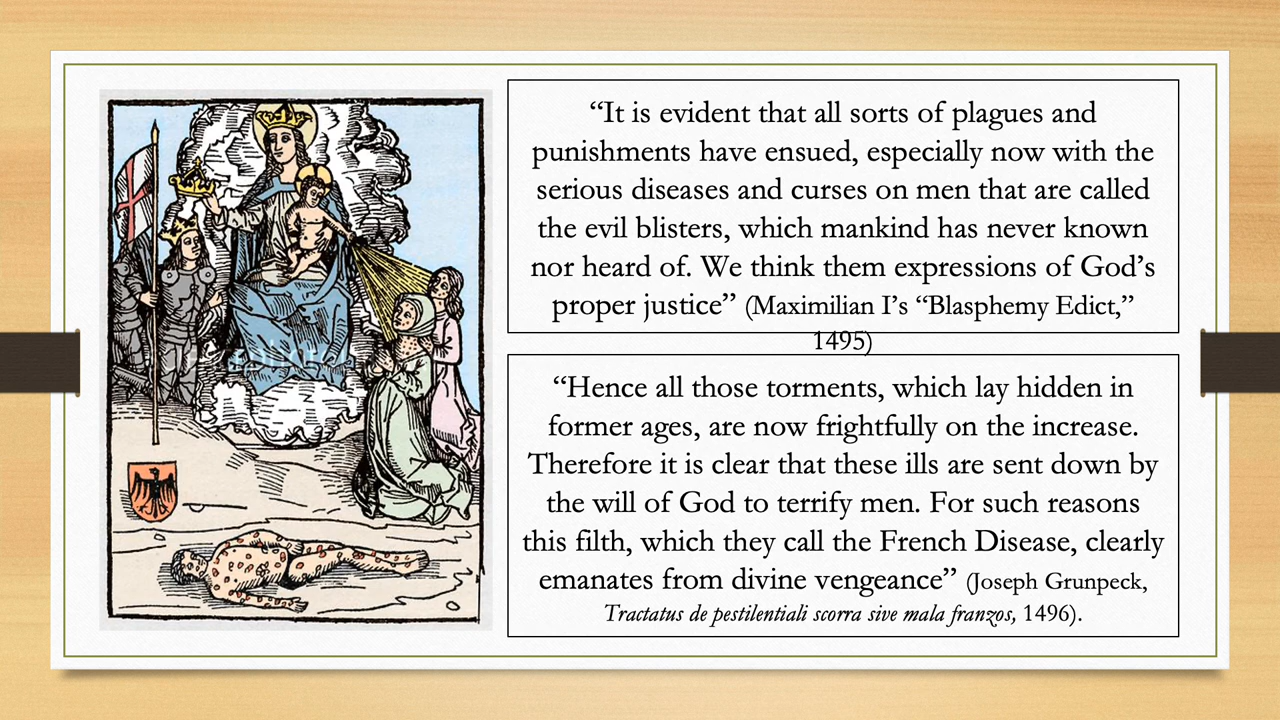 “It is evident that all sorts of plagues and
punishments have ensued, especially now with the
serious diseases and curses on men that are called
the evil blisters, which mankind has never known
nor heard of. We think them expressions of God’s
proper justice” (Maximilian I’s “Blasphemy Edict,”
1495)
“Hence all those torments, which lay hidden in
former ages, are now frightfully on the increase.
Therefore it is clear that these ills are sent down by
the will of God to terrify men. For such reasons
this filth, which they call the French Disease, clearly
emanates from divine vengeance” (Joseph Grunpeck,
Tractatus de pestilentiali scorra sive mala franzos, 1496).